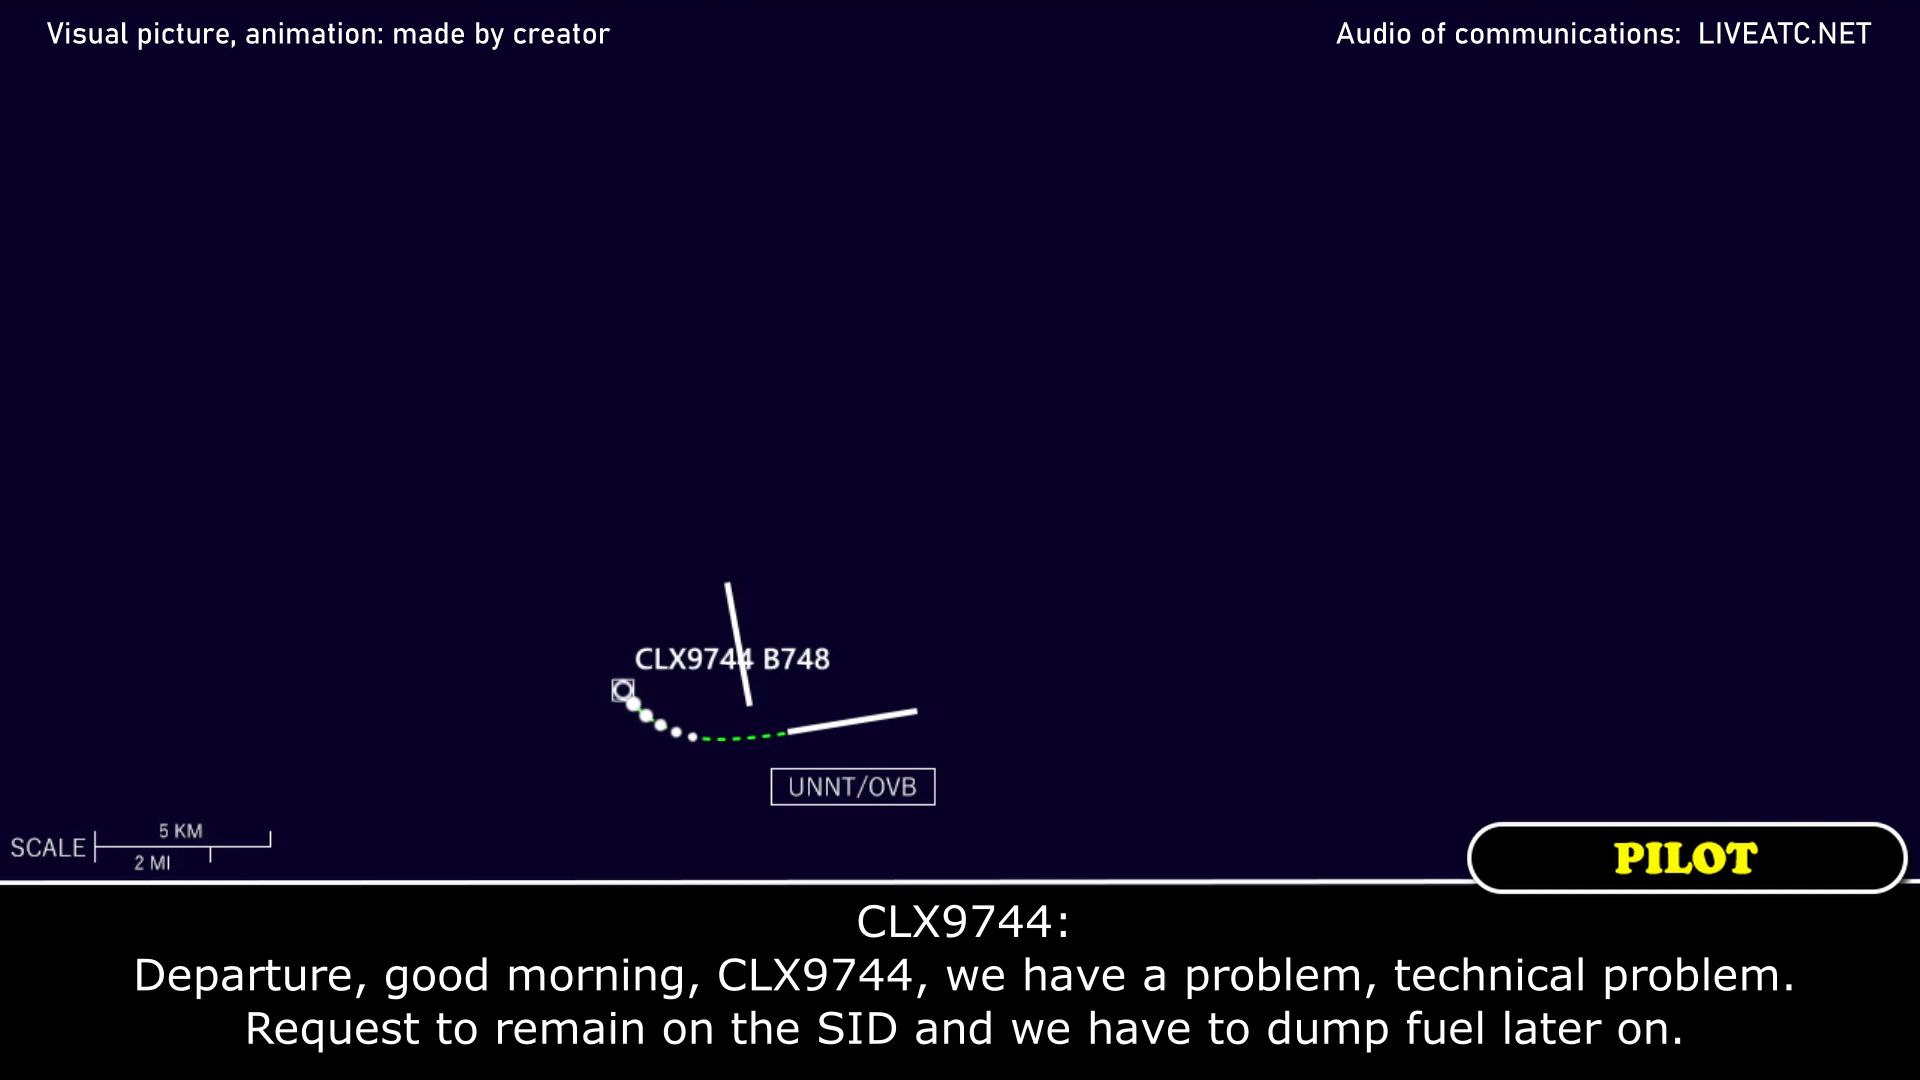 Visual picture, animation: made by creator
Audio of communications: LIVEATC.NET
CLX9744 B748
UNNT/OVB
5 KM
SCALE
2 MI
PILOT
CLX9744:
Departure, good morning, CLX9744, we have a problem, technical problem.
Request to remain on the SID and we have to dump fuel later on.